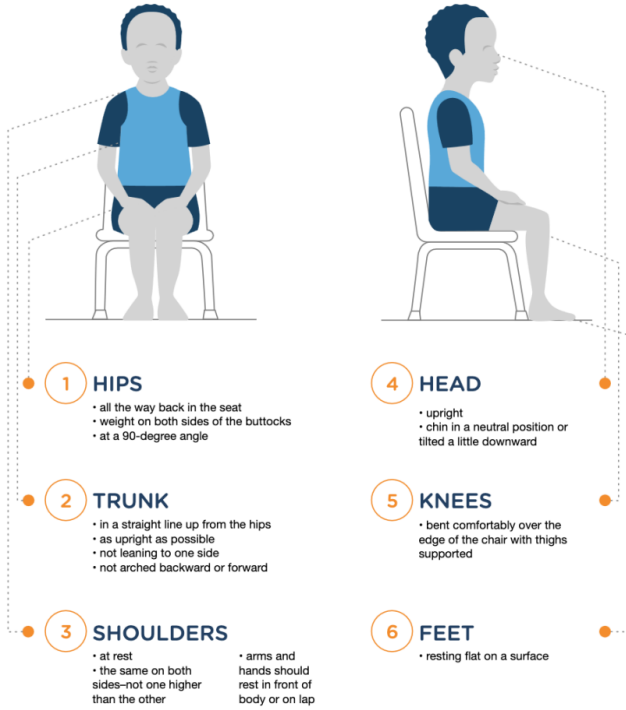 1 HIPS
• all the way back in the seat
• weight on both sides of the buttocks
• at a 90-degree angle
2 TRUNK
• in a straight line up from the hips
• as upright as possible
• not leaning to one side
• not arched backward or forward
3 SHOULDERS
• at rest
• the same on both
sides–not one higher
than the other
• arms and
hands should
rest in front of
body or on lap
4 HEAD
• upright
• chin in a neutral position or
tilted a little downward
5 KNEES
• bent comfortably over the
edge of the chair with thighs
supported
6 FEET
• resting flat on a surface